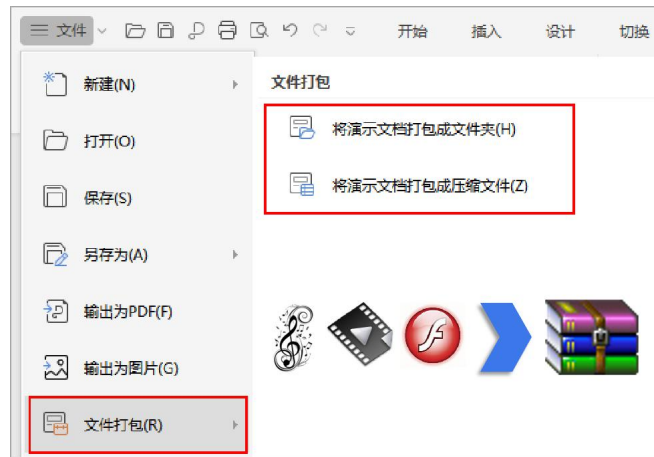 文件 开始 插入 设计 切换
新建(N) 文件打包
将演示文档打包成文件夹(H)
打开(O)
将演示文档打包成压缩文件(Z)
保存(S)
另存为(A)
输出为PDF(F)
输出为图片(G)
文件打包(R)